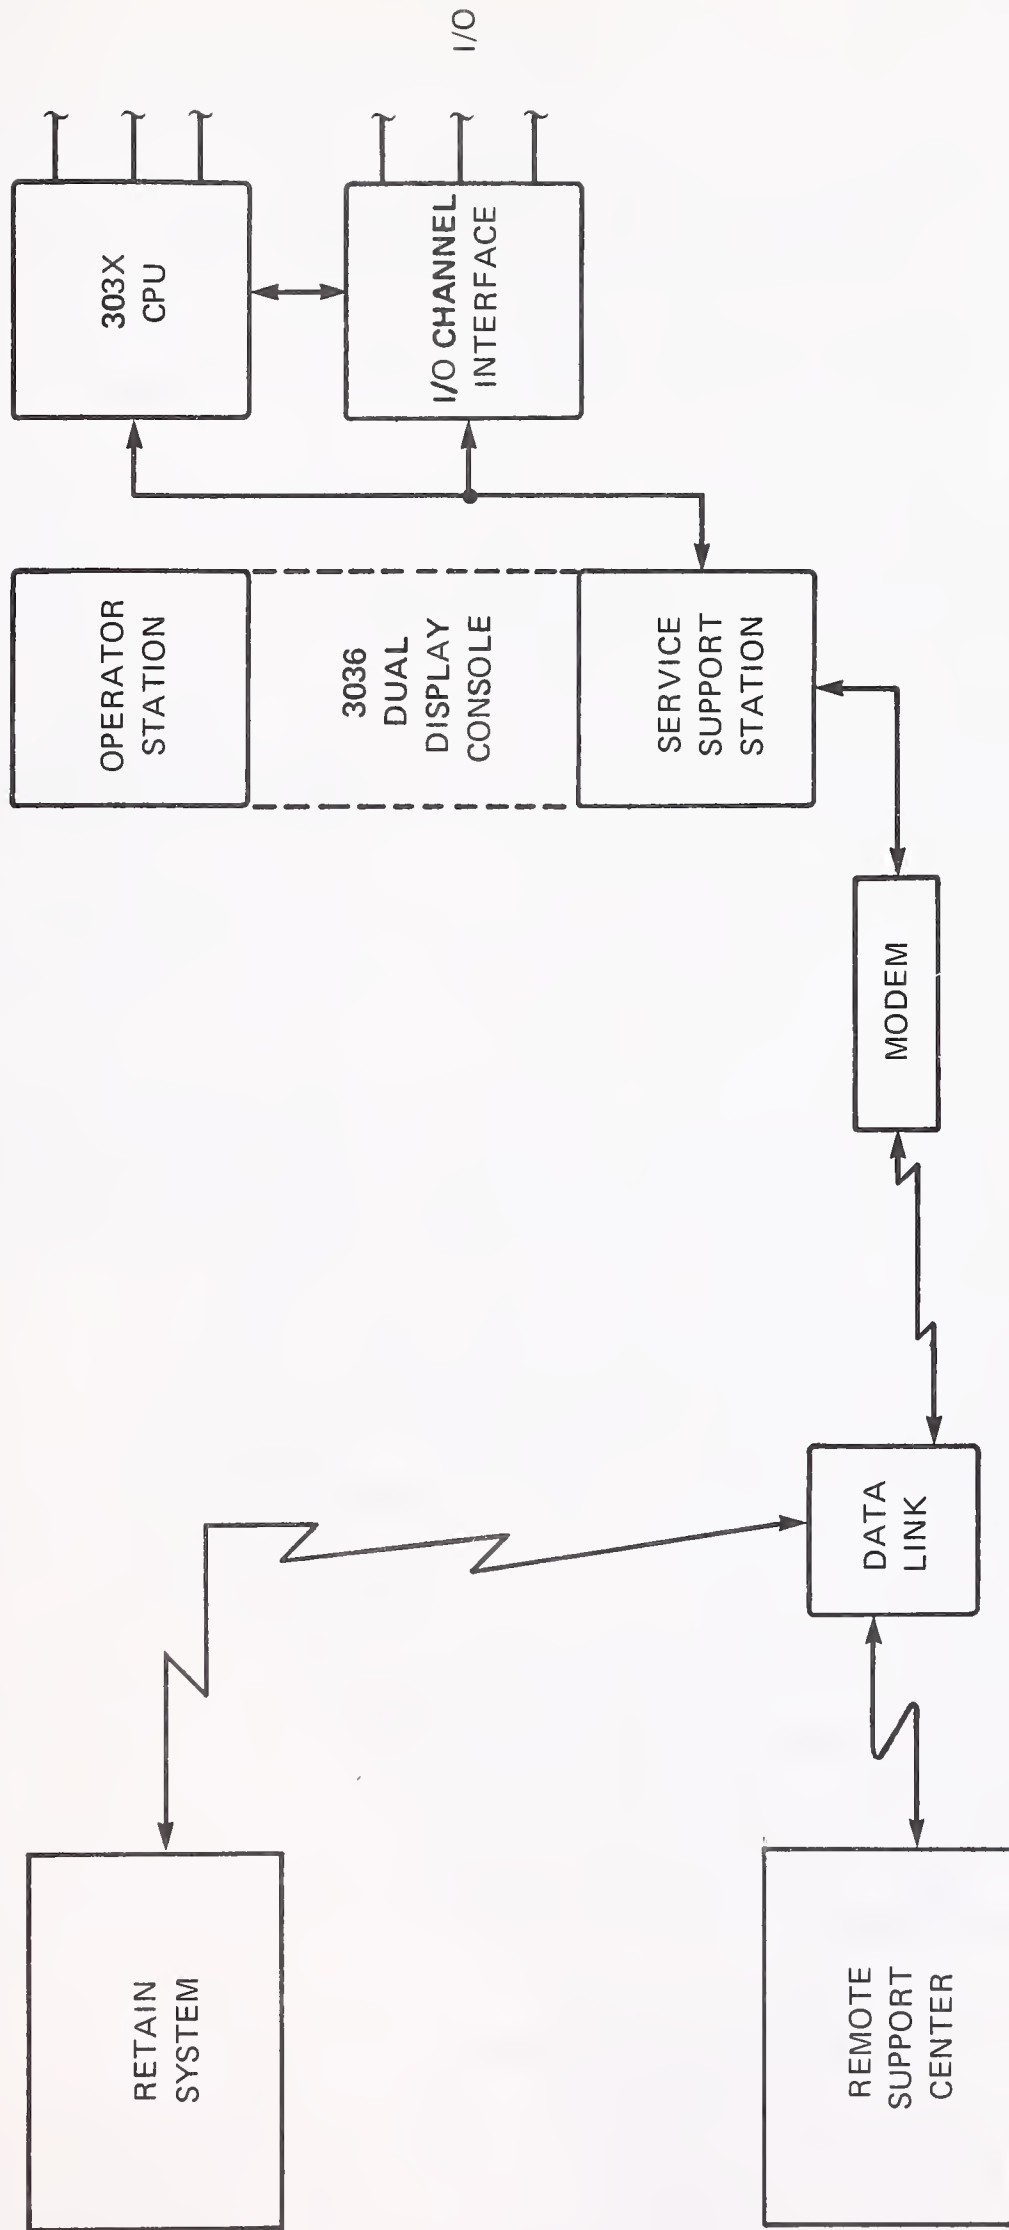 RETAIN
SYSTEM
REMOTE
SUPPORT
CENTER
DATA
LINK
MODEM
OPERATOR
STATION
3036
DUAL
DISPLAY
CONSOLE
SERVICE
SUPPORT
STATION
303X
CPU
I/O CHANNEL
INTERFACE
I/O